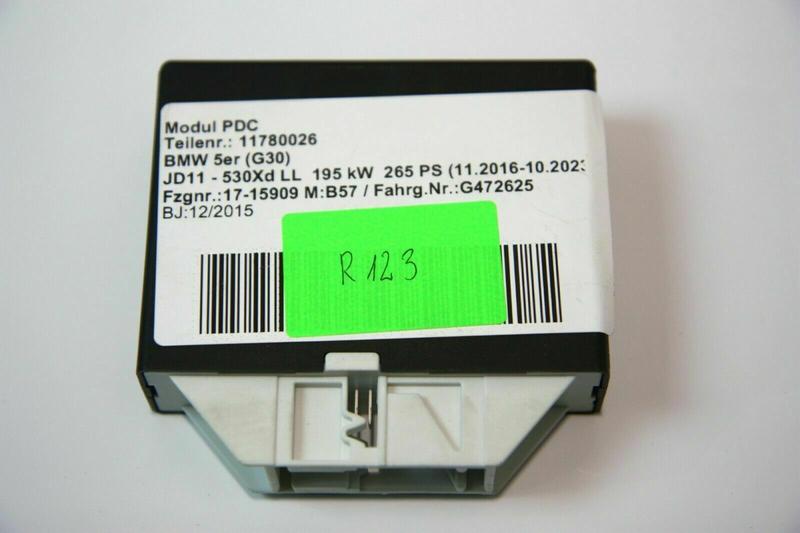 Modul PDC
Teilenr.: 11780026
BMW 5er (G30)
JD11 - 530Xd LL 195 kW 265 PS (11.2016-10.2023
Fzgnr.:17-15909 M:B57 / Fahrg.Nr.:G472625
BJ:12/2015
R 123